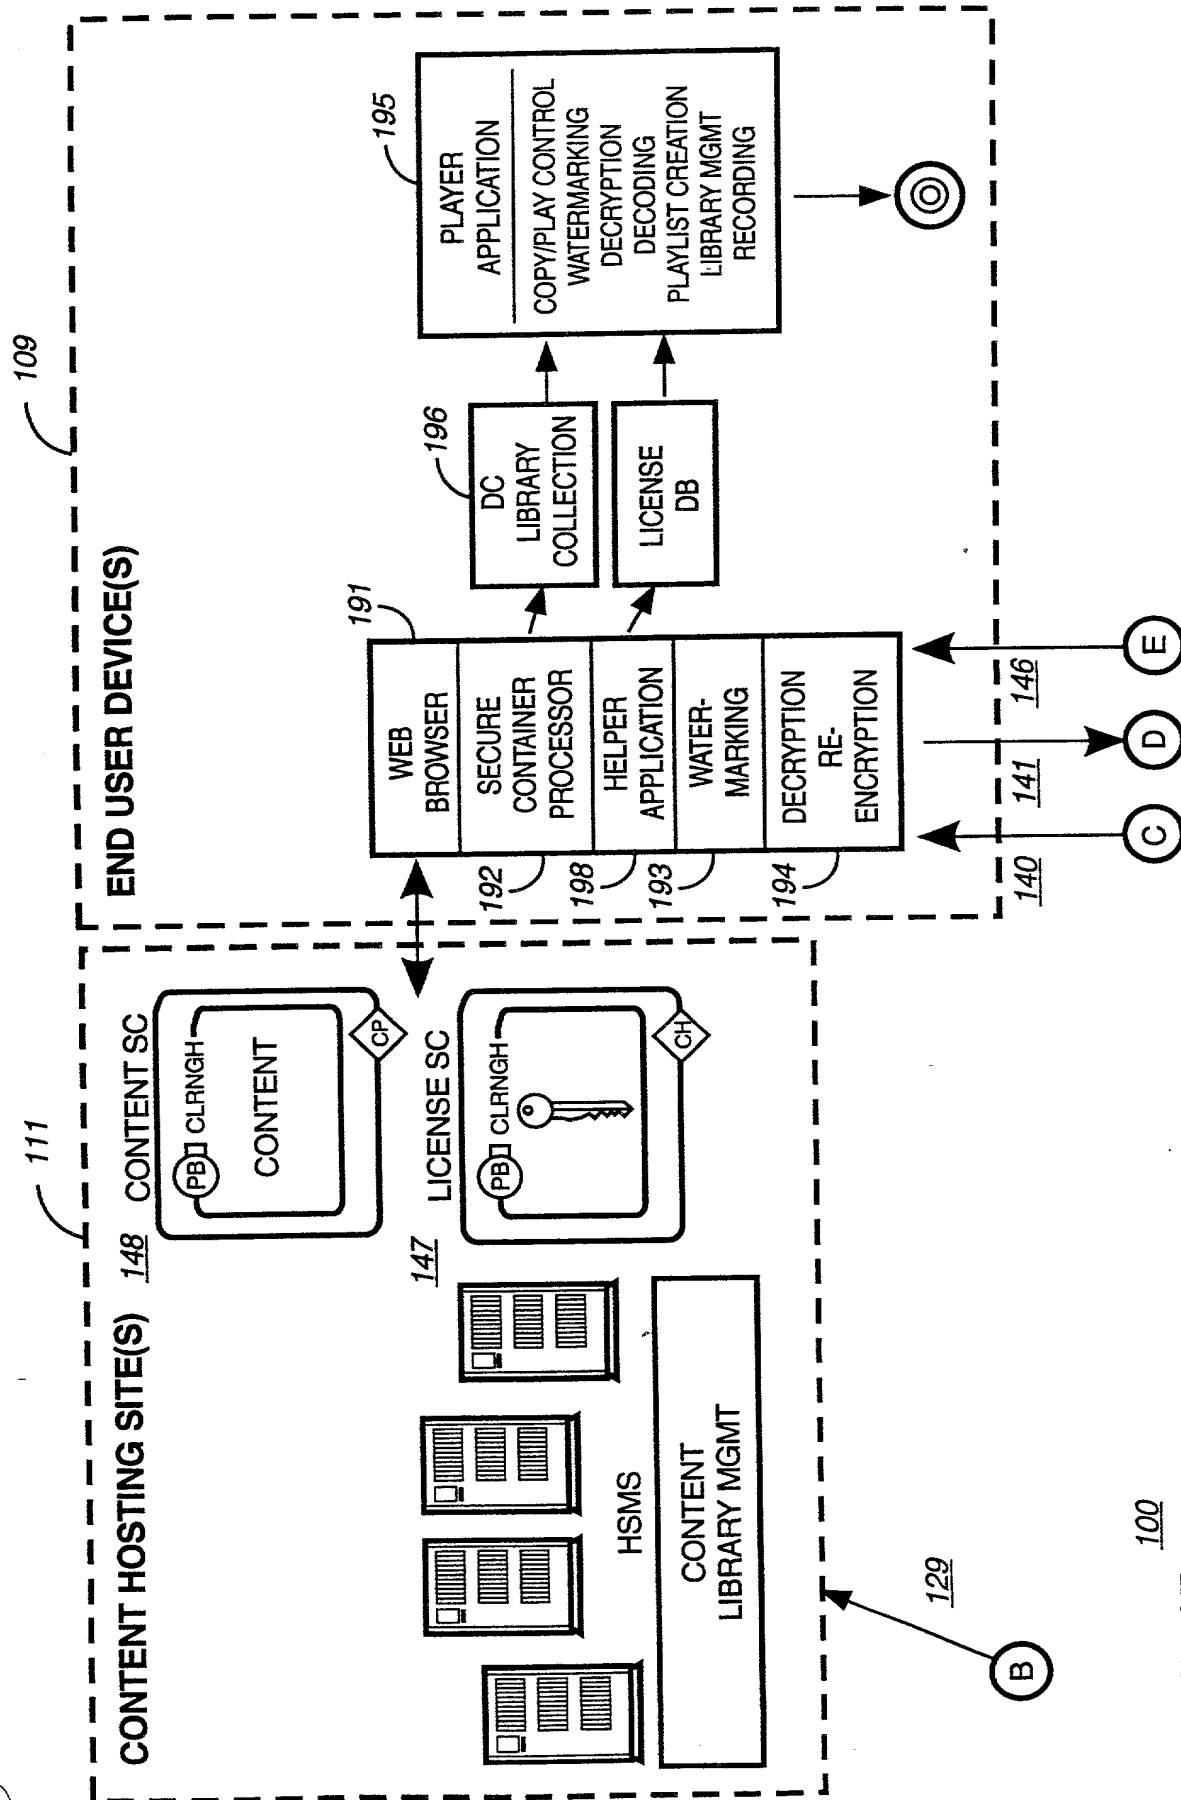 111
CONTENT HOSTING SITE(S)
148
CONTENT SC
PB
CLRNGH
CONTENT
CP
147
LICENSE SC
PB
CLRNGH
CH
HSMS
CONTENT
LIBRARY MGMT
129
B
109
END USER DEVICE(S)
191
WEB
BROWSER
SECURE
CONTAINER
PROCESSOR
HELPER
APPLICATION
WATER-
MARKING
DECRYPTION
RE-
ENCRYPTION
192
198
193
194
196
DC
LIBRARY
COLLECTION
LICENSE
DB
195
PLAYER
APPLICATION
COPY/PLAY CONTROL
WATERMARKING
DECRYPTION
DECODING
PLAYLIST CREATION
LIBRARY MGMT
RECORDING
140
141
146
C
D
E
100